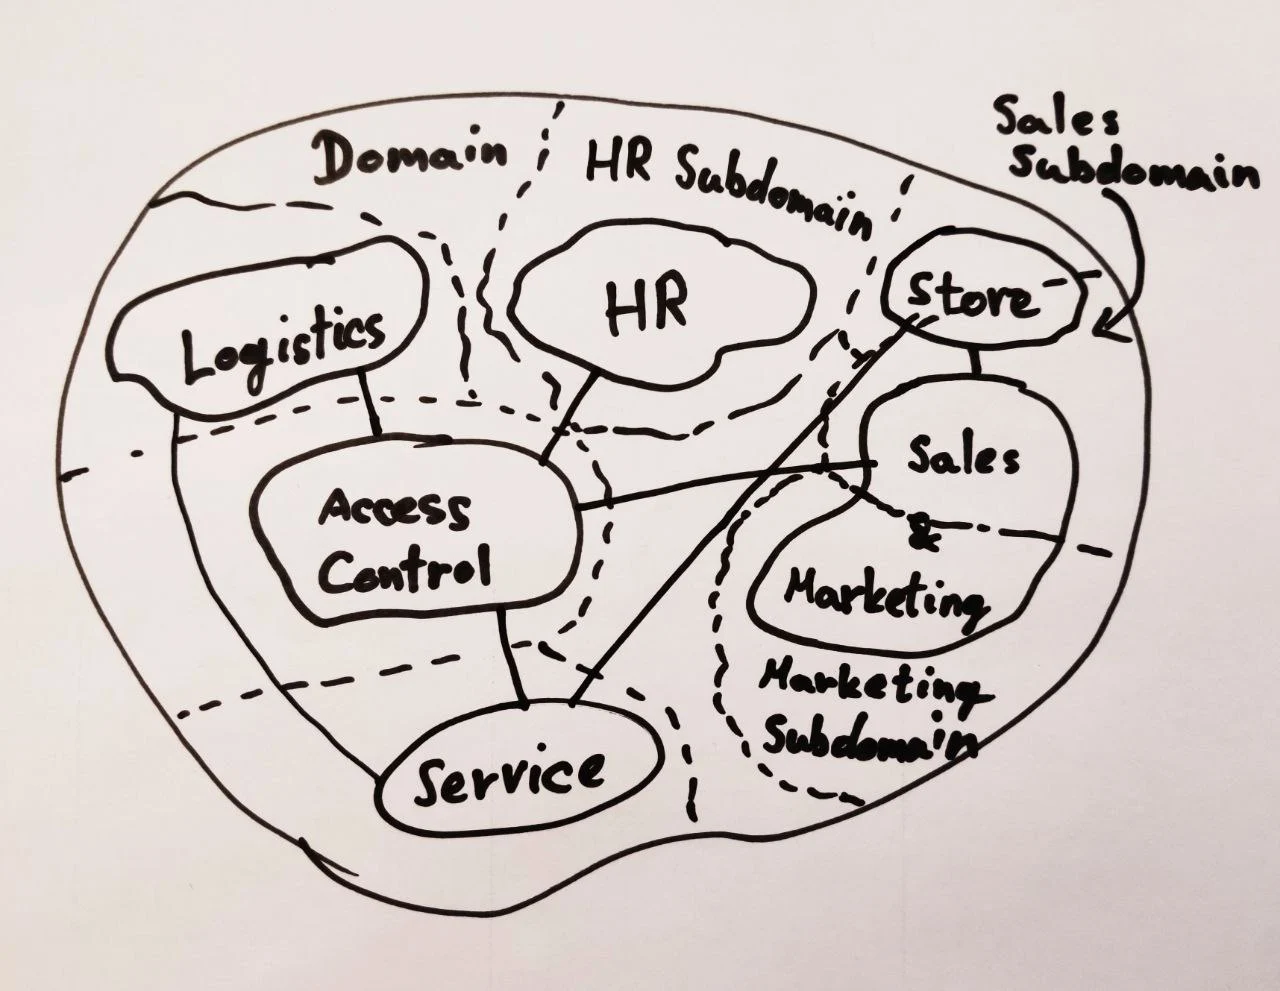 Sales
Subdomain
Domain
HR Subdomain
Store
HR
Logistics
Sales
&
Marketing
Access
Control
Marketing
Subdomain
Service